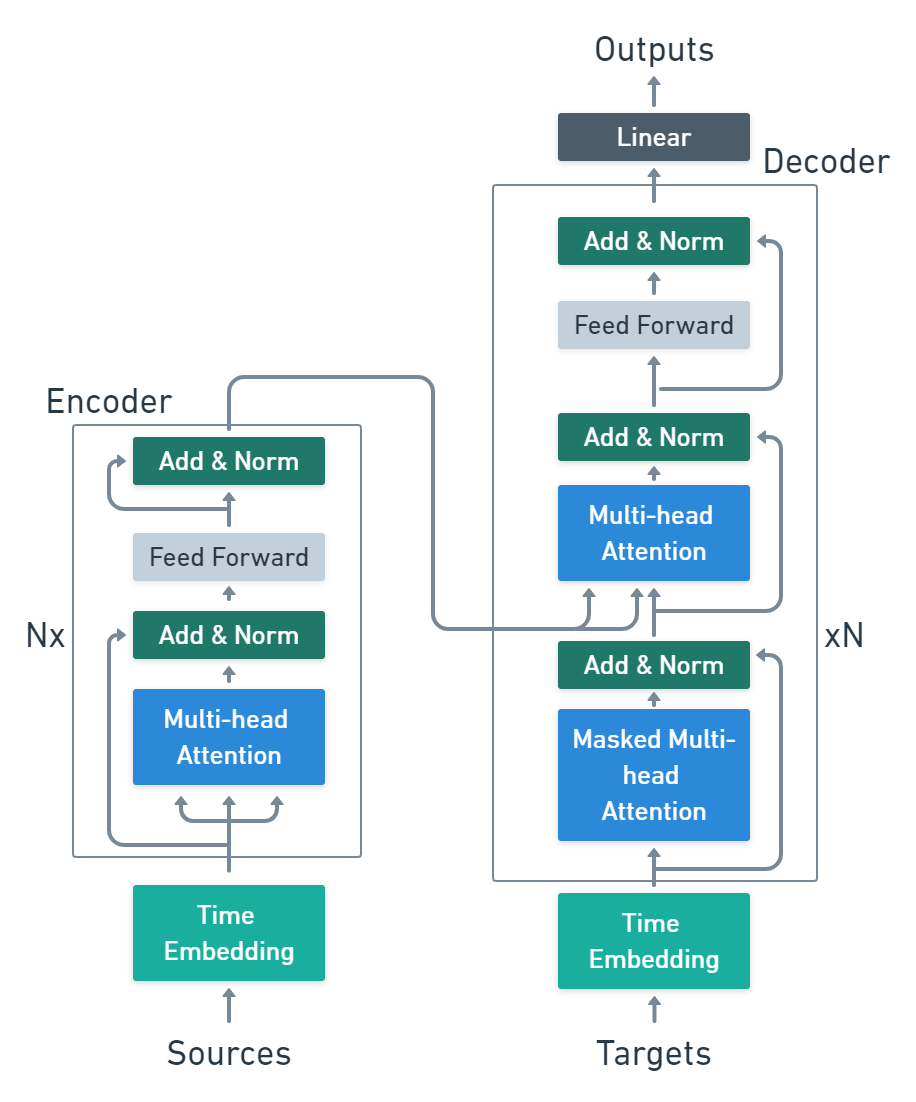 Outputs
Linear
Decoder
Add & Norm
Feed Forward
Add & Norm
Multi-head
Attention
xN
Add & Norm
Masked Multi-
head
Attention
Time
Embedding
Targets
Encoder
Add & Norm
Feed Forward
Nx
Add & Norm
Multi-head
Attention
Time
Embedding
Sources